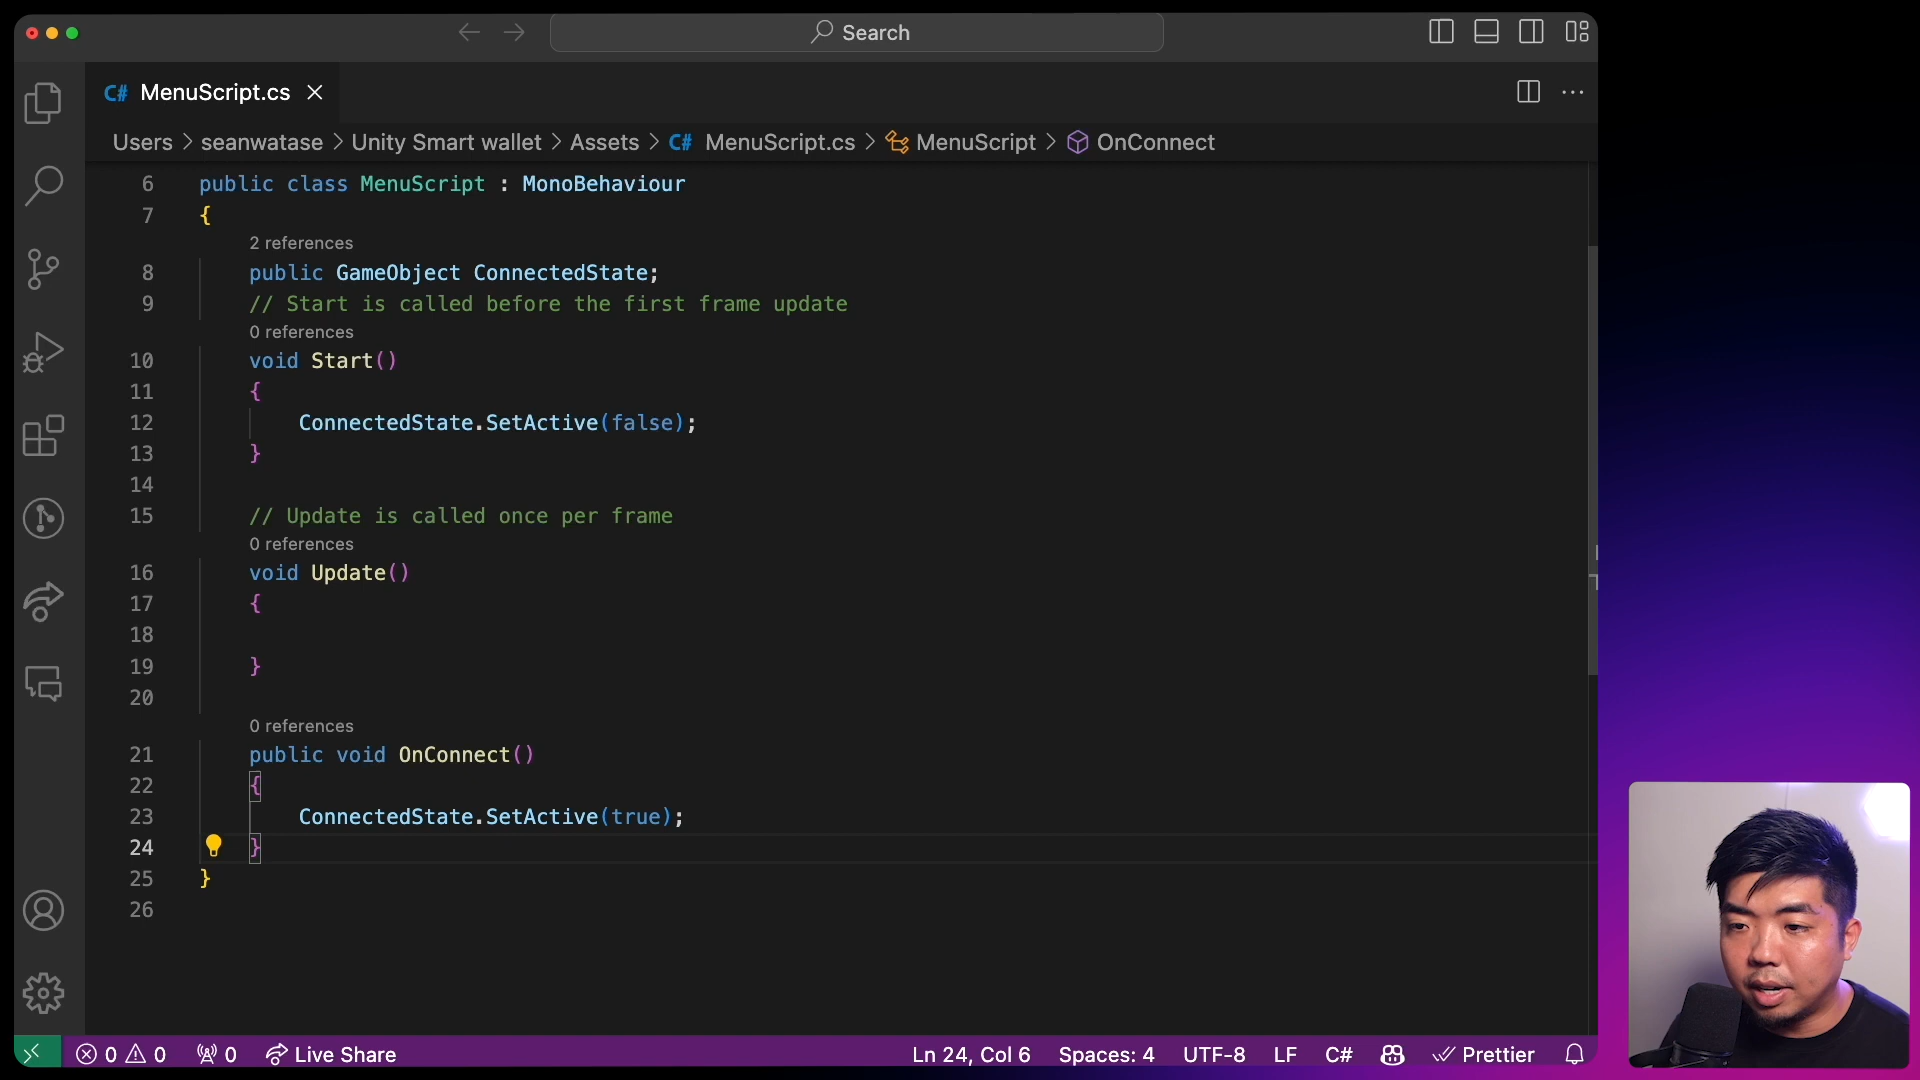 Search
C# MenuScript.cs
Users > seanwatase > Unity Smart wallet > Assets > C# MenuScript.cs > MenuScript > OnConnect
6 public class MenuScript : MonoBehaviour
7 {
2 references
8 public GameObject ConnectedState;
9 // Start is called before the first frame update
0 references
10 void Start()
11 {
12 ConnectedState.SetActive(false);
13 }
14
15 // Update is called once per frame
0 references
16 void Update()
17 {
18
19 }
20
0 references
21 public void OnConnect()
22 {
23 ConnectedState.SetActive(true);
24 }
25 }
26
0 0 0 Live Share Ln 24, Col 6 Spaces: 4 UTF-8 LF C# Prettier